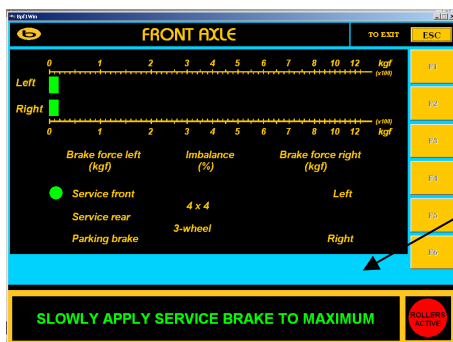 Bpf1Win
FRONT AXLE
TO EXIT
ESC
0 1 2 3 4 5 6 7 8 10 12 kgf
(x100)
Left
Right
(x100)
0 1 2 3 4 5 6 7 8 10 12 kgf
Brake force left
(kgf)
Imbalance
(%)
Brake force right
(kgf)
Service front
Left
4 x 4
Service rear
3-wheel
Parking brake
Right
F1
F2
F3
F4
F5
F6
SLOWLY APPLY SERVICE BRAKE TO MAXIMUM
ROLLERS
ACTIVE